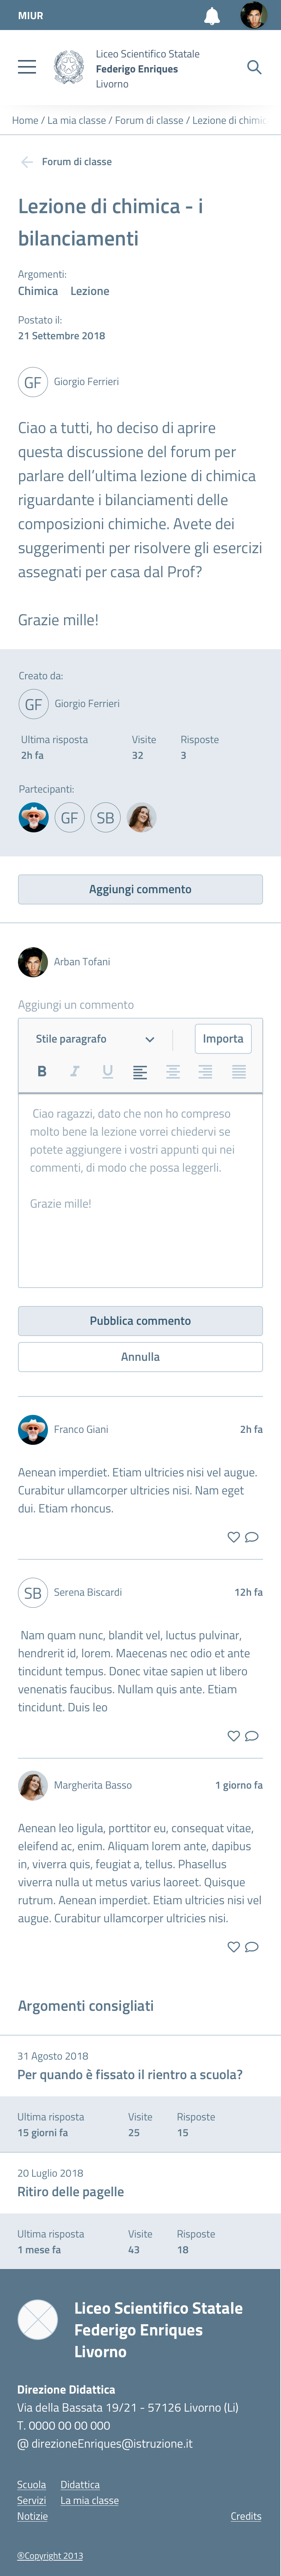 MIUR
Liceo Scientifico Statale
Federigo Enriques
Livorno
Home / La mia classe / Forum di classe / Lezione di chimic
Forum di classe
Lezione di chimica - i
bilanciamenti
Argomenti:
Chimica Lezione
Postato il:
21 Settembre 2018
GF Giorgio Ferrieri
Ciao a tutti, ho deciso di aprire
questa discussione del forum per
parlare dell'ultima lezione di chimica
riguardante i bilanciamenti delle
composizioni chimiche. Avete dei
suggerimenti per risolvere gli esercizi
assegnati per casa dal Prof?
Grazie mille!
Creato da:
GF Giorgio Ferrieri
Ultima risposta Visite Risposte
2h fa 32 3
Partecipanti:
GF SB
Aggiungi commento
Arban Tofani
Aggiungi un commento
Stile paragrafo Importa
B I U
Ciao ragazzi, dato che non ho compreso
molto bene la lezione vorrei chiedervi se
potete aggiungere i vostri appunti qui nei
commenti, di modo che possa leggerli.
Grazie mille!
Pubblica commento
Annulla
Franco Giani 2h fa
Aenean imperdiet. Etiam ultricies nisi vel augue.
Curabitur ullamcorper ultricies nisi. Nam eget
dui. Etiam rhoncus.
SB Serena Biscardi 12h fa
Nam quam nunc, blandit vel, luctus pulvinar,
hendrerit id, lorem. Maecenas nec odio et ante
tincidunt tempus. Donec vitae sapien ut libero
venenatis faucibus. Nullam quis ante. Etiam
tincidunt. Duis leo
Margherita Basso 1 giorno fa
Aenean leo ligula, porttitor eu, consequat vitae,
eleifend ac, enim. Aliquam lorem ante, dapibus
in, viverra quis, feugiat a, tellus. Phasellus
viverra nulla ut metus varius laoreet. Quisque
rutrum. Aenean imperdiet. Etiam ultricies nisi vel
augue. Curabitur ullamcorper ultricies nisi.
Argomenti consigliati
31 Agosto 2018
Per quando è fissato il rientro a scuola?
Ultima risposta Visite Risposte
15 giorni fa 25 15
20 Luglio 2018
Ritiro delle pagelle
Ultima risposta Visite Risposte
1 mese fa 43 18
Liceo Scientifico Statale
Federigo Enriques
Livorno
Direzione Didattica
Via della Bassata 19/21 - 57126 Livorno (Li)
T. 0000 00 00 000
@ direzioneEnriques@istruzione.it
Scuola Didattica
Servizi La mia classe
Notizie Credits
®Copyright 2013